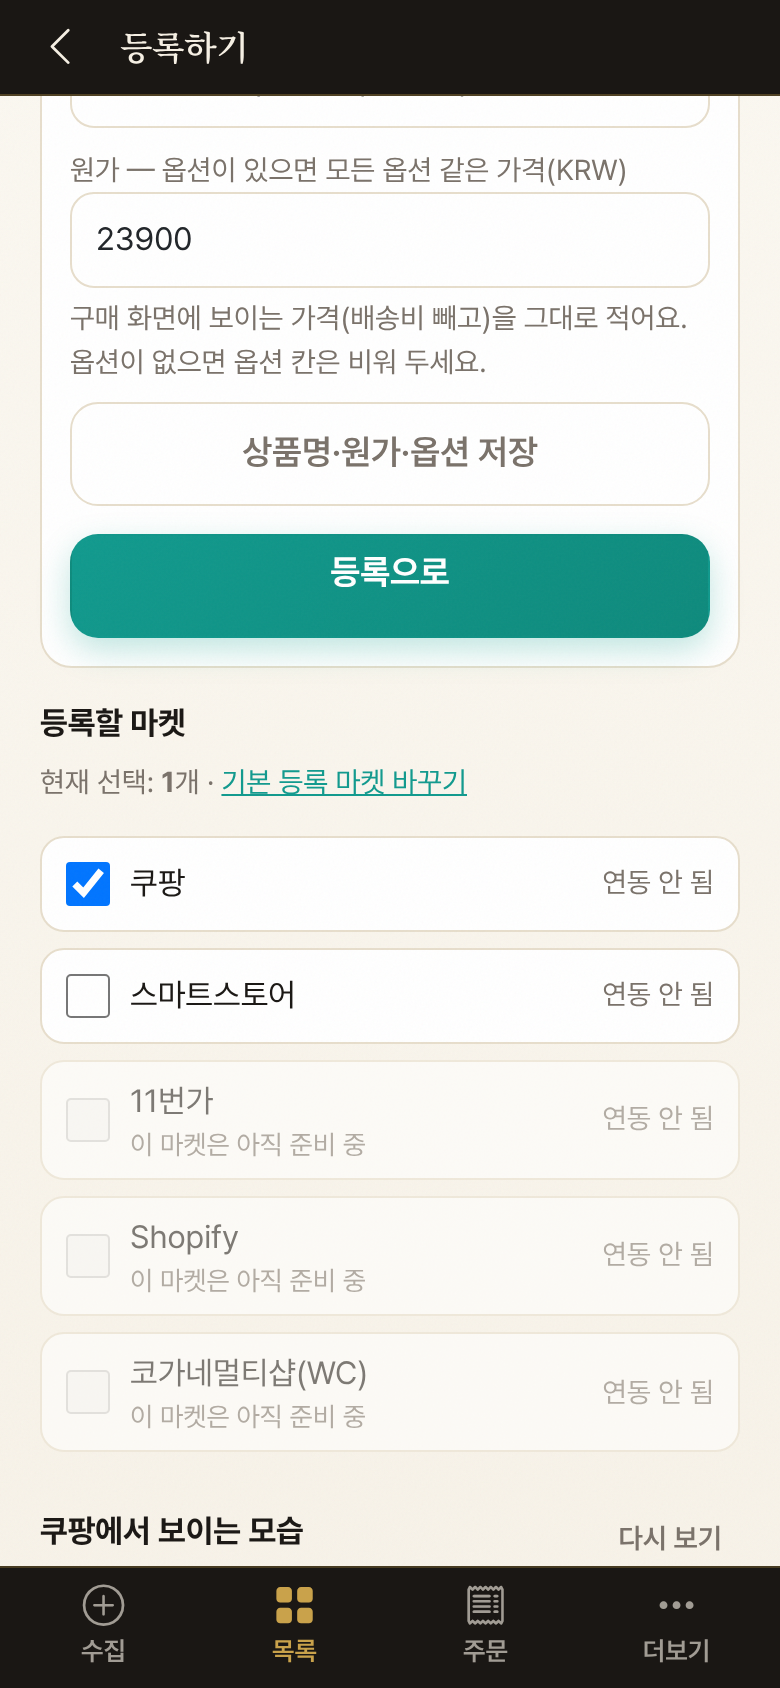 등록하기
원가 — 옵션이 있으면 모든 옵션 같은 가격(KRW)
23900
구매 화면에 보이는 가격(배송비 빼고)을 그대로 적어요.
옵션이 없으면 옵션 칸은 비워 두세요.
상품명·원가·옵션 저장
등록으로
등록할 마켓
현재 선택: 1개 · 기본 등록 마켓 바꾸기
쿠팡 연동 안 됨
스마트스토어 연동 안 됨
11번가 연동 안 됨
이 마켓은 아직 준비 중
Shopify 연동 안 됨
이 마켓은 아직 준비 중
코가네멀티샵(WC) 연동 안 됨
이 마켓은 아직 준비 중
쿠팡에서 보이는 모습 다시 보기
수집 목록 주문 더보기